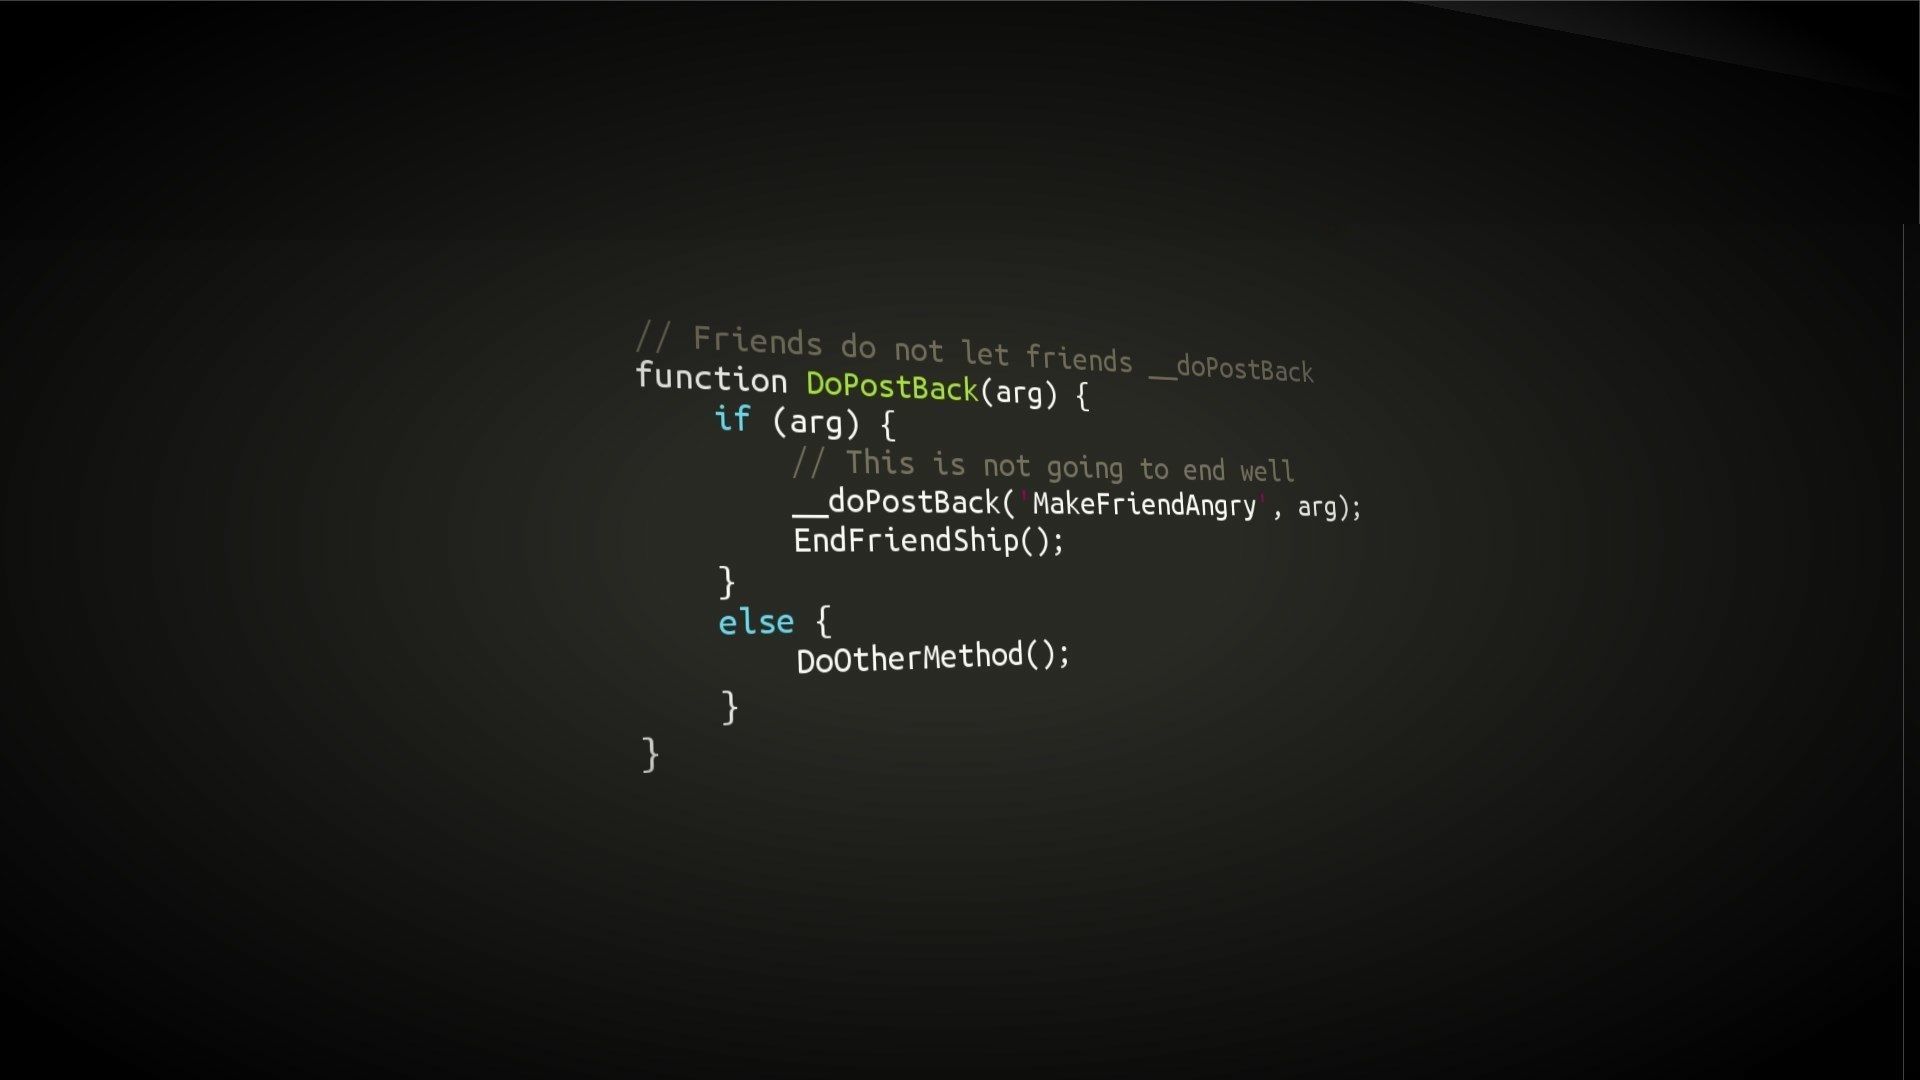 // Friends do not let friends __doPostBack
function DoPostBack(arg) {
    if (arg) {
        // This is not going to end well
        __doPostBack('MakeFriendAngry', arg);
        EndFriendShip();
    }
    else {
        DoOtherMethod();
    }
}